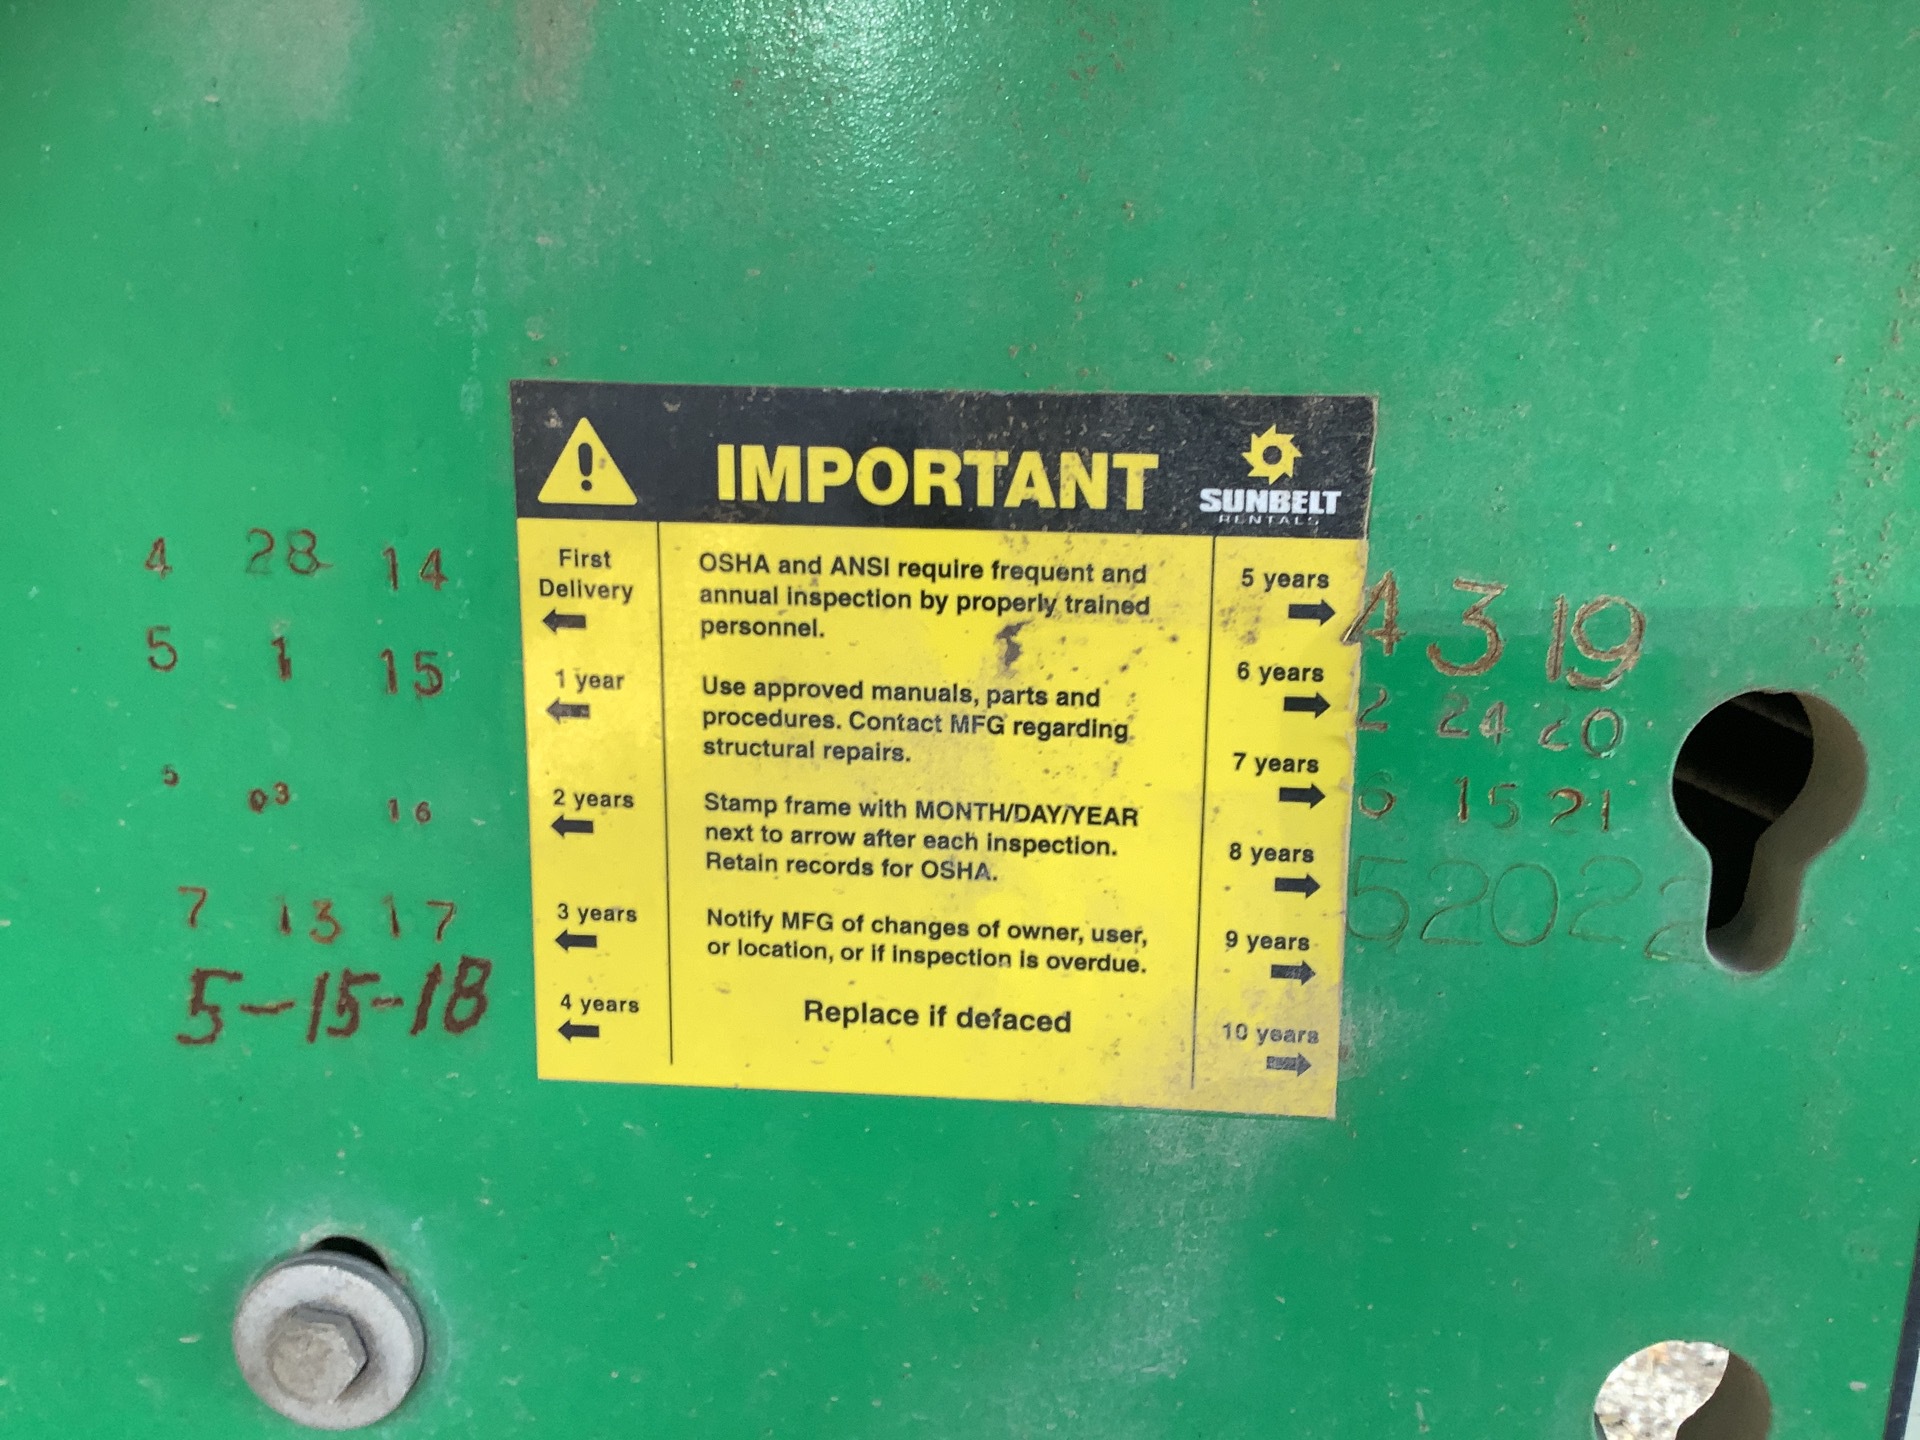 IMPORTANT
SUNBELT
RENTALS
First
Delivery
4 28 14
1 year
5 1 15
2 years
5 03 16
3 years
7 13 17
4 years
5-15-18
OSHA and ANSI require frequent and
annual inspection by properly trained
personnel.
Use approved manuals, parts and
procedures. Contact MFG regarding
structural repairs.
Stamp frame with MONTH/DAY/YEAR
next to arrow after each inspection.
Retain records for OSHA.
Notify MFG of changes of owner, user,
or location, or if inspection is overdue.
Replace if defaced
5 years
4 3 19
6 years
2 24 20
7 years
6 15 21
8 years
52022
9 years
10 years